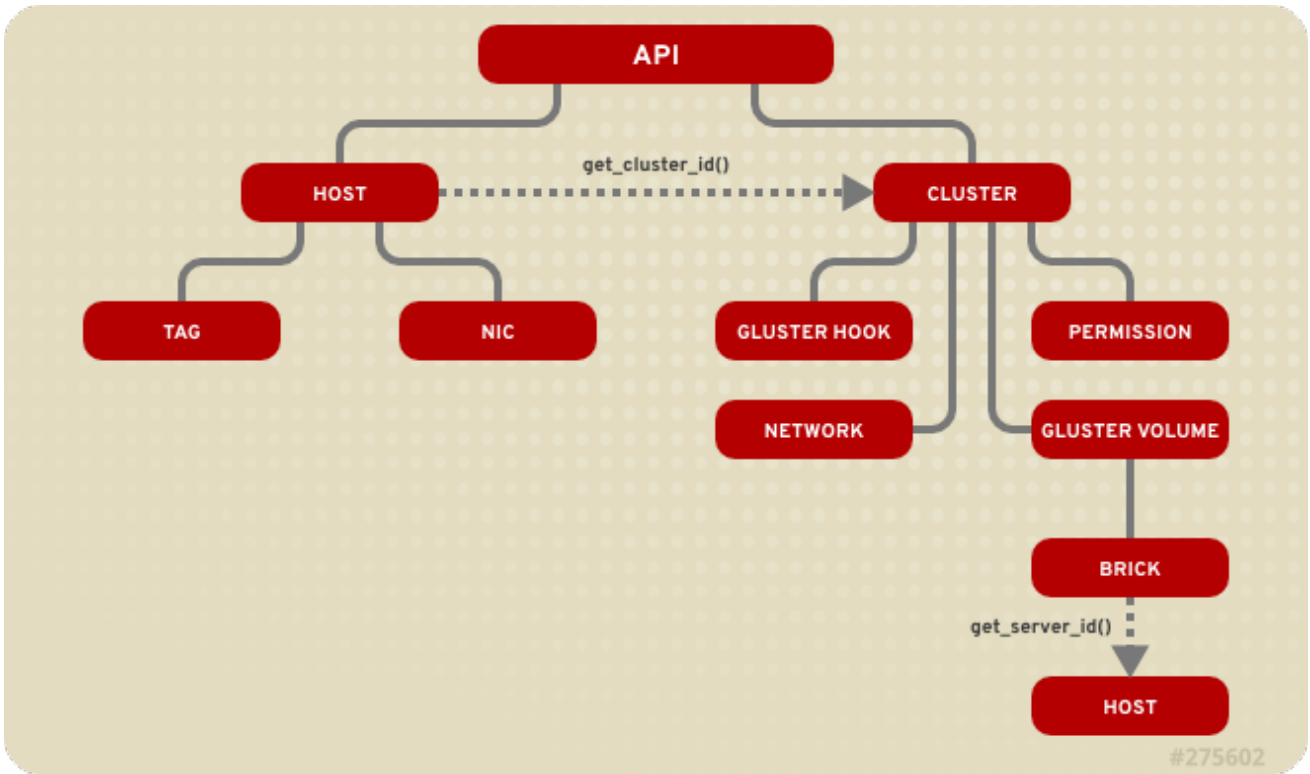 API
get_cluster_id()
HOST
CLUSTER
TAG
NIC
GLUSTER HOOK
PERMISSION
NETWORK
GLUSTER VOLUME
BRICK
get_server_id()
HOST
#275602